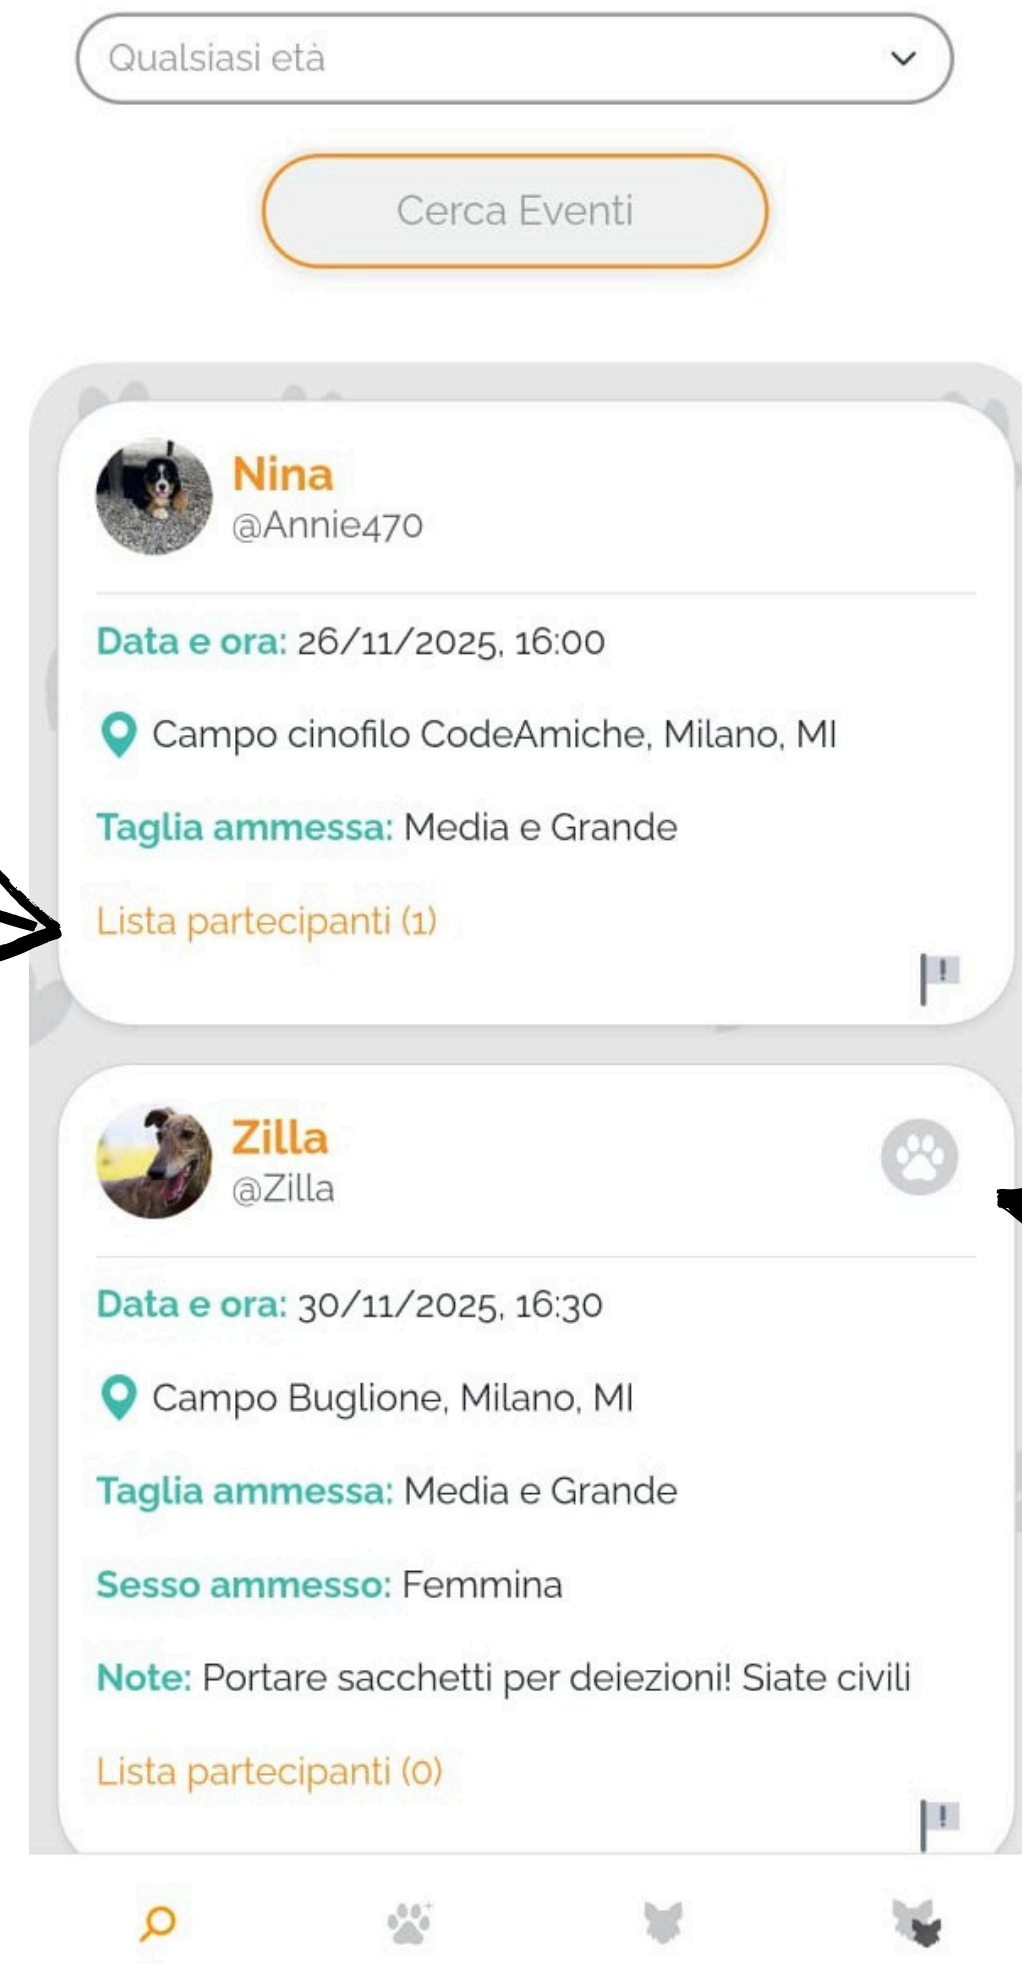 Qualsiasi età
Cerca Eventi
Nina
@Annie470
Data e ora: 26/11/2025, 16:00
Campo cinofilo CodeAmiche, Milano, MI
Taglia ammessa: Media e Grande
Lista partecipanti (1)
Zilla
@Zilla
Data e ora: 30/11/2025, 16:30
Campo Buglione, Milano, MI
Taglia ammessa: Media e Grande
Sesso ammesso: Femmina
Note: Portare sacchetti per deiezioni! Siate civili
Lista partecipanti (0)